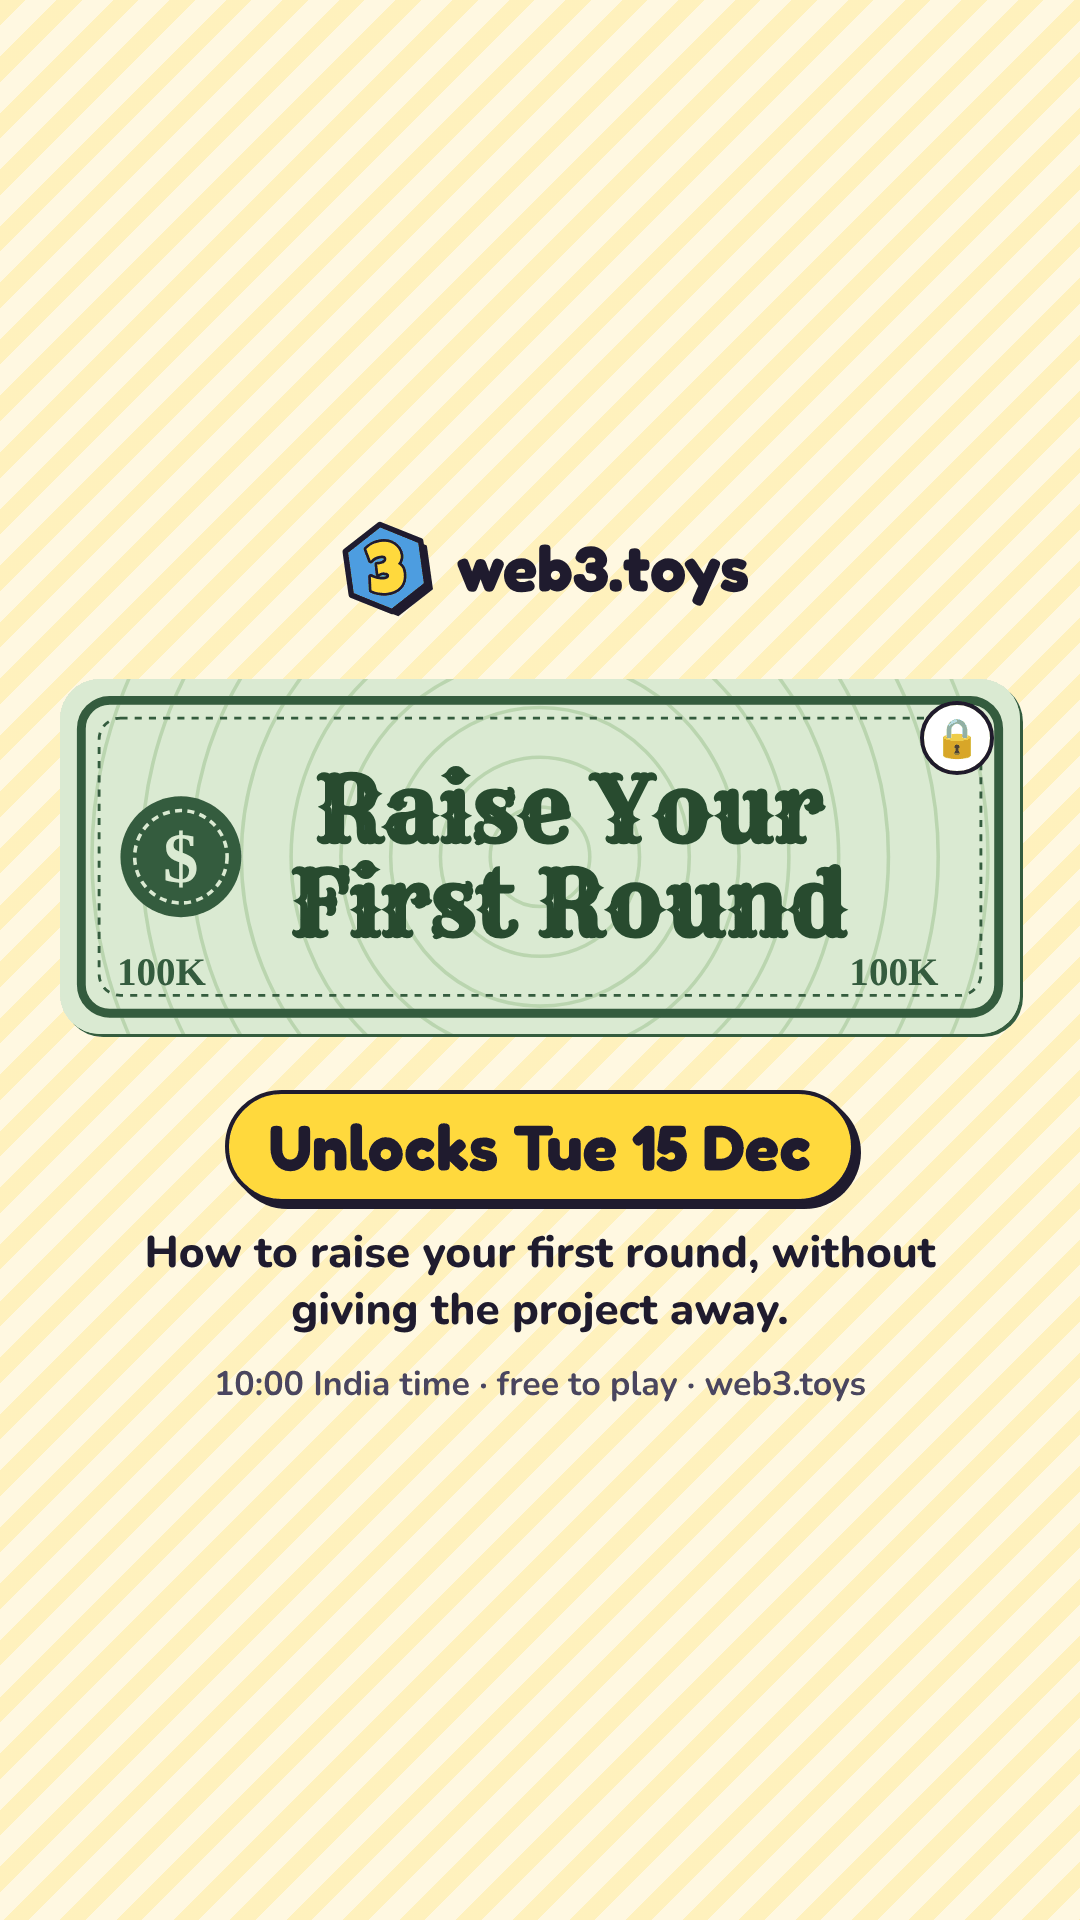 3 web3.toys
Raise Your
First Round
$
100K 100K
Unlocks Tue 15 Dec
How to raise your first round, without
giving the project away.
10:00 India time · free to play · web3.toys